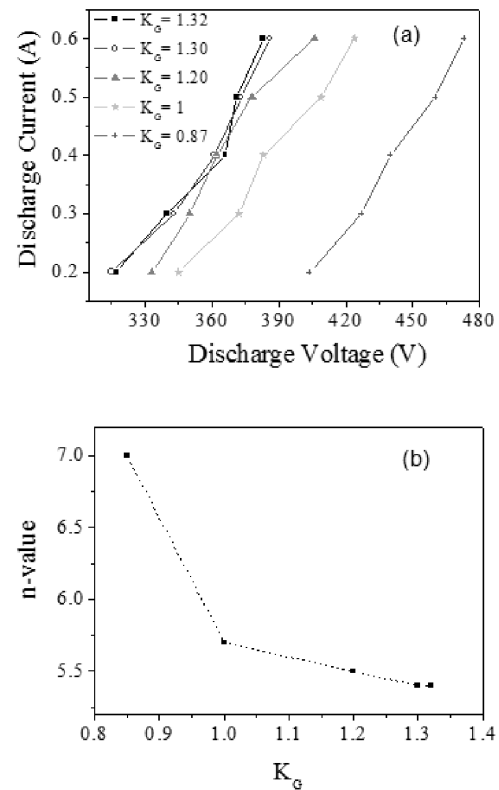 K_G = 1.32
K_G = 1.30
K_G = 1.20
K_G = 1
K_G = 0.87
(a)
0.6
0.5
0.4
0.3
0.2
Discharge Current (A)
330 360 390 420 450 480
Discharge Voltage (V)
(b)
7.0
6.5
6.0
5.5
n-value
0.8 0.9 1.0 1.1 1.2 1.3 1.4
K_G